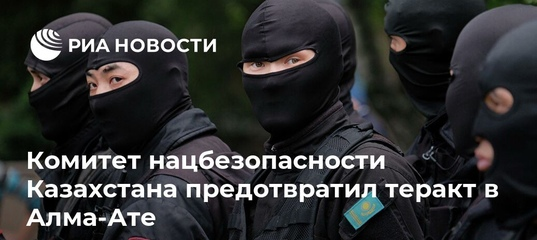 РИА НОВОСТИ
Комитет нацбезопасности
Казахстана предотвратил теракт в
Алма-Ате